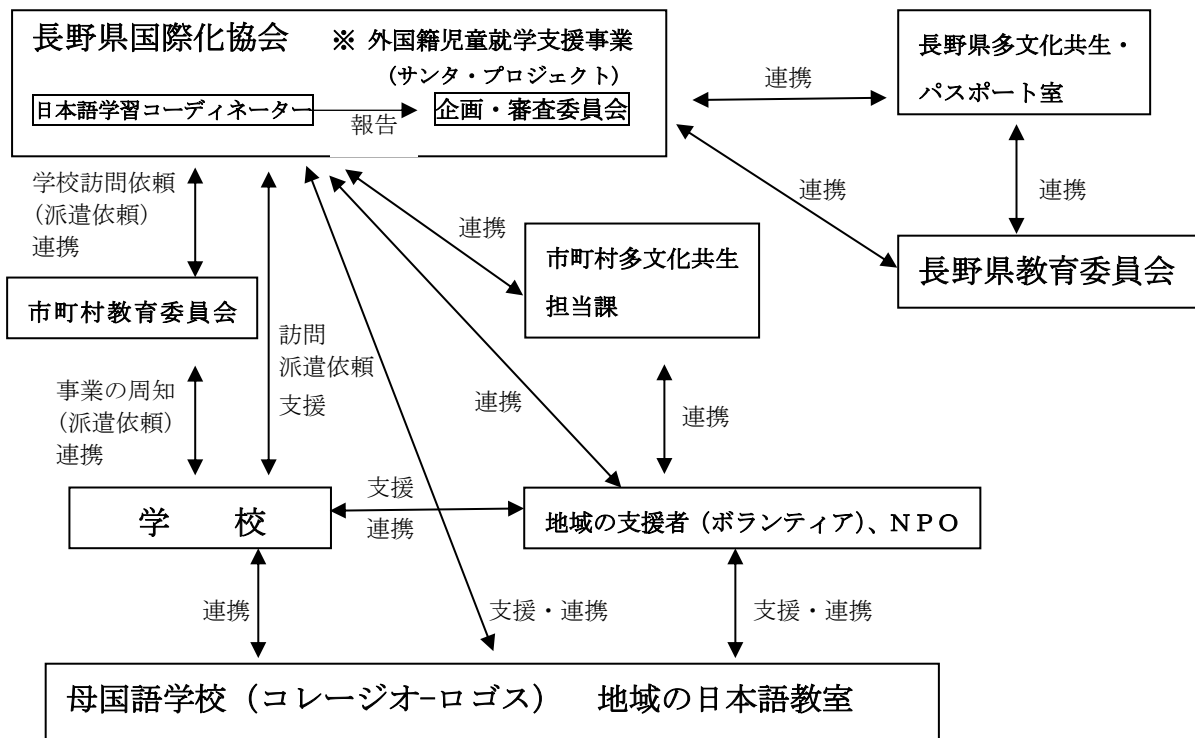 長野県国際化協会　※ 外国籍児童就学支援事業
(サンタ・プロジェクト)
日本語学習コーディネーター
報告
企画・審査委員会
長野県多文化共生・
パスポート室
連携
連携
連携
長野県教育委員会
学校訪問依頼
(派遣依頼)
連携
市町村教育委員会
連携
市町村多文化共生
担当課
訪問
派遣依頼
支援
事業の周知
(派遣依頼)
連携
連携
連携
学　　校
支援
連携
地域の支援者（ボランティア）、ＮＰＯ
連携
支援・連携
支援・連携
母国語学校（コレージオ−ロゴス）　地域の日本語教室